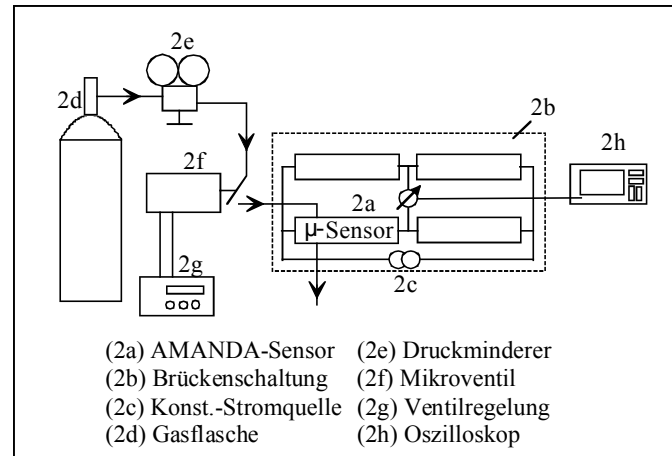 2e
2d
2b
2f
2h
2a
µ-Sensor
2g
2c
(2a) AMANDA-Sensor (2e) Druckminderer
(2b) Brückenschaltung (2f) Mikroventil
(2c) Konst.-Stromquelle (2g) Ventilregelung
(2d) Gasflasche (2h) Oszilloskop